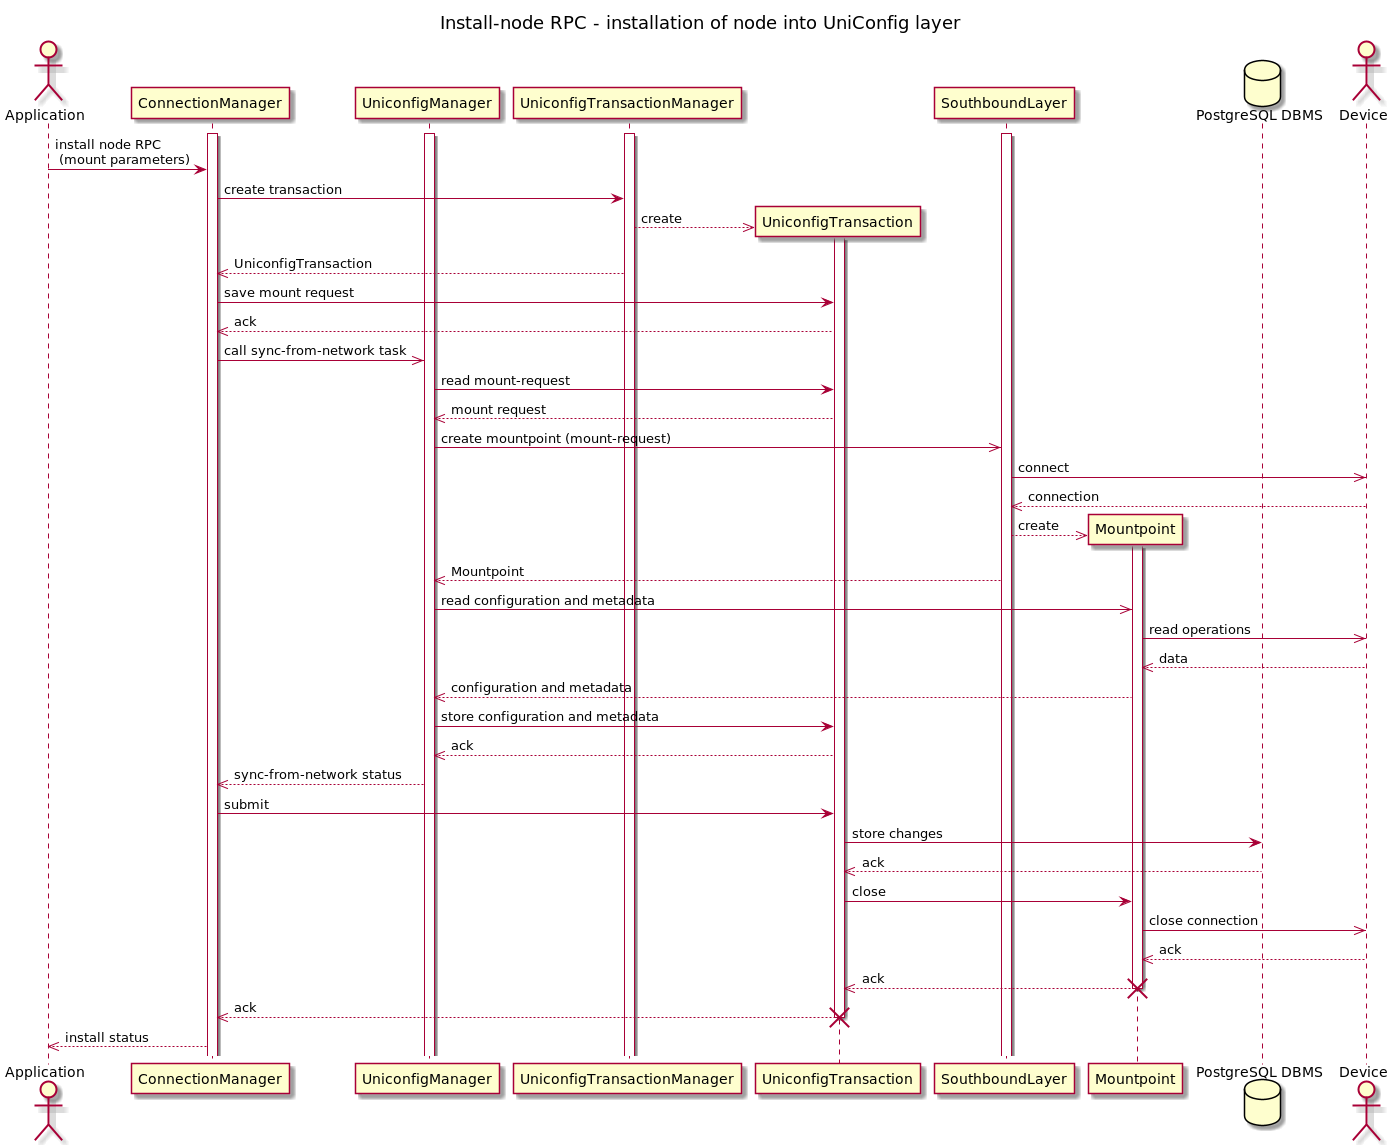 Install-node RPC - installation of node into UniConfig layer
Application
ConnectionManager
UniconfigManager
UniconfigTransactionManager
SouthboundLayer
PostgreSQL DBMS
Device
install node RPC
(mount parameters)
create transaction
create
UniconfigTransaction
UniconfigTransaction
save mount request
ack
call sync-from-network task
read mount-request
mount request
create mountpoint (mount-request)
connect
connection
create
Mountpoint
Mountpoint
read configuration and metadata
read operations
data
configuration and metadata
store configuration and metadata
ack
sync-from-network status
submit
store changes
ack
close
close connection
ack
ack
ack
install status
Application
ConnectionManager
UniconfigManager
UniconfigTransactionManager
UniconfigTransaction
SouthboundLayer
Mountpoint
PostgreSQL DBMS
Device